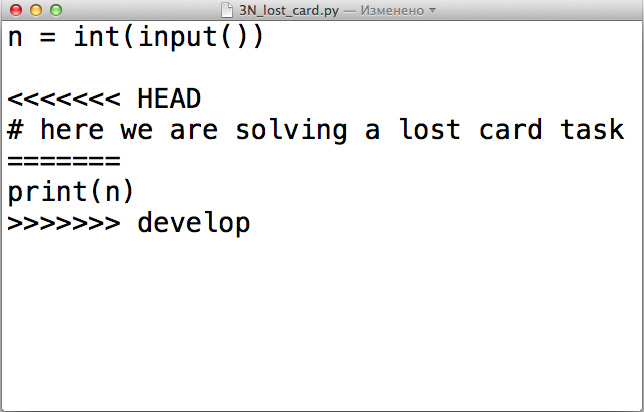 3N_lost_card.py — Изменено
n = int(input())
<<<<<<< HEAD
# here we are solving a lost card task
=======
print(n)
>>>>>>> develop